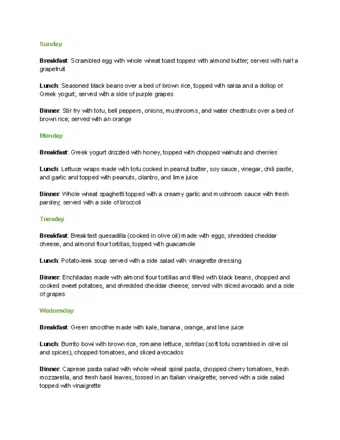 Sunday
Breakfast: Scrambled egg with whole wheat toast topped with almond butter; served with half a
grapefruit
Lunch: Seasoned black beans over a bed of brown rice, topped with salsa and a dollop of
Greek yogurt; served with a side of purple grapes
Dinner: Stir fry with tofu, bell peppers, onions, mushrooms, and water chestnuts over a bed of
brown rice; served with an orange
Monday
Breakfast: Greek yogurt drizzled with honey, topped with chopped walnuts and cherries
Lunch: Lettuce wraps made with tofu cooked in peanut butter, soy sauce, vinegar, chili paste,
and garlic and topped with peanuts, cilantro, and lime juice
Dinner: Whole wheat spaghetti topped with a creamy garlic and mushroom sauce with fresh
parsley; served with a side of broccoli
Tuesday
Breakfast: Breakfast quesadilla (cooked in olive oil) made with eggs, shredded cheddar
cheese, and almond flour tortillas, topped with guacamole
Lunch: Potato-leek soup served with a side salad with vinaigrette dressing
Dinner: Enchiladas made with almond flour tortillas and filled with black beans, chopped and
cooked sweet potatoes, and shredded cheddar cheese; served with sliced avocado and a side
of grapes
Wednesday
Breakfast: Green smoothie made with kale, banana, orange, and lime juice
Lunch: Burrito bowl with brown rice, romaine lettuce, sofritas (soft tofu scrambled in olive oil
and spices), chopped tomatoes, and sliced avocados
Dinner: Caprese pasta salad with whole wheat spiral pasta, chopped cherry tomatoes, fresh
mozzarella, and fresh basil leaves, tossed in an Italian vinaigrette; served with a side salad
topped with vinaigrette